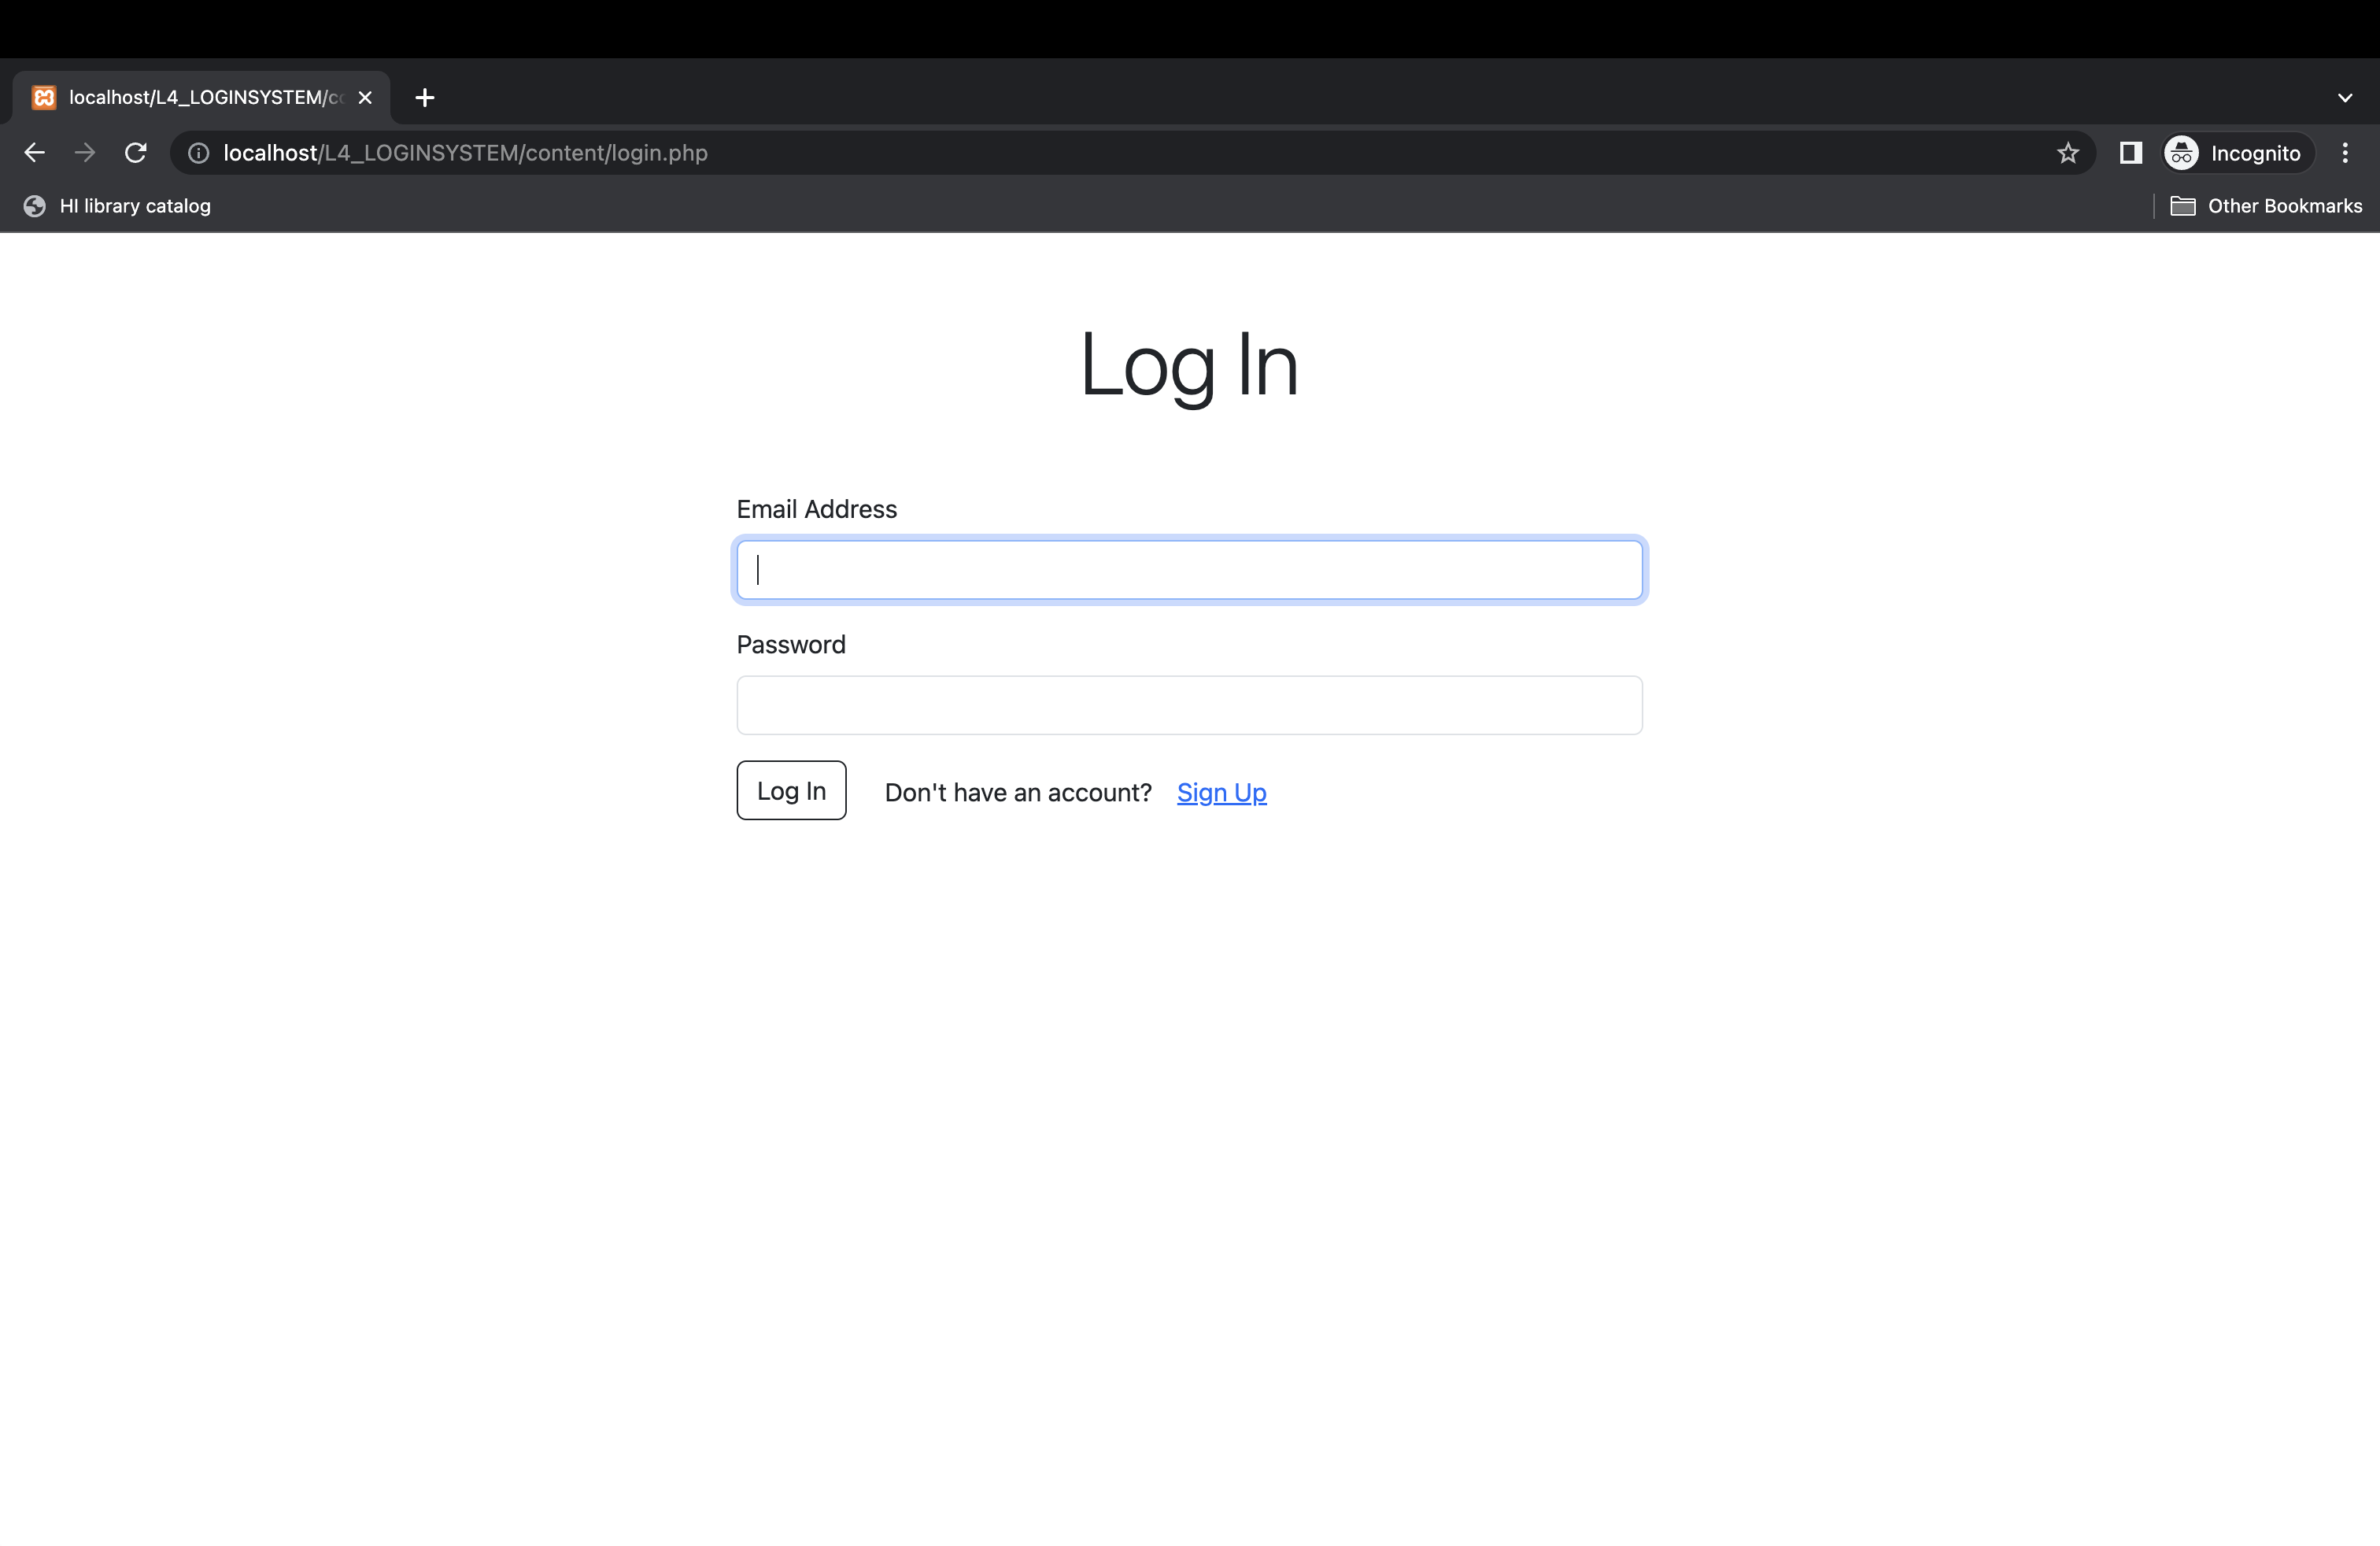 localhost/L4_LOGINSYSTEM/co
localhost/L4_LOGINSYSTEM/content/login.php
Incognito
HI library catalog
Other Bookmarks
Log In
Email Address
Password
Log In Don't have an account? Sign Up